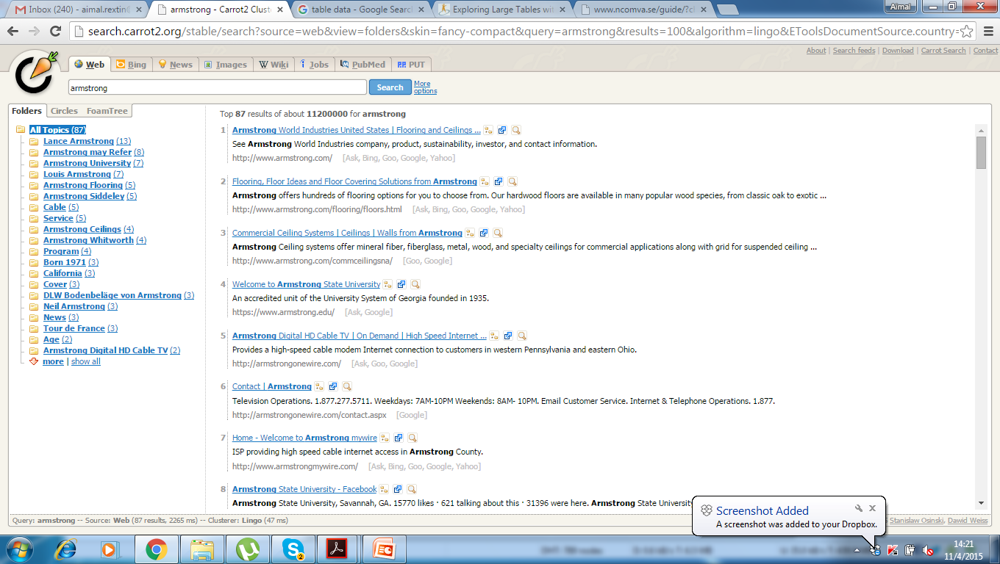 Inbox (240) - aimal.rextin@
armstrong - Carrot2 Clust
table data - Google Search
Exploring Large Tables wit
www.ncomva.se/guide/?cl
Aimal
search.carrot2.org/stable/search?source=web&view=folders&skin=fancy-compact&query=armstrong&results=100&algorithm=lingo&EToolsDocumentSource.country=
About | Search feeds | Download | Carrot Search | Contact
Web Bing News Images Wiki Jobs PubMed PUT
armstrong
Search
More options
Folders Circles FoamTree
All Topics (87)
Lance Armstrong (13)
Armstrong may Refer (8)
Armstrong University (7)
Louis Armstrong (7)
Armstrong Flooring (5)
Armstrong Siddeley (5)
Cable (5)
Service (5)
Armstrong Ceilings (4)
Armstrong Whitworth (4)
Program (4)
Born 1971 (3)
California (3)
Cover (3)
DLW Bodenbeläge von Armstrong (3)
Neil Armstrong (3)
News (3)
Tour de France (3)
Age (2)
Armstrong Digital HD Cable TV (2)
more | show all
Top 87 results of about 11200000 for armstrong
1 Armstrong World Industries United States | Flooring and Ceilings ...
See Armstrong World Industries company, product, sustainability, investor, and contact information.
http://www.armstrong.com/ [Ask, Bing, Goo, Google, Yahoo]
2 Flooring, Floor Ideas and Floor Covering Solutions from Armstrong
Armstrong offers hundreds of flooring options for you to choose from. Our hardwood floors are available in many popular wood species, from classic oak to exotic ...
http://www.armstrong.com/flooring/floors.html [Ask, Bing, Goo, Google, Yahoo]
3 Commercial Ceiling Systems | Ceilings | Walls from Armstrong
Armstrong Ceiling systems offer mineral fiber, fiberglass, metal, wood, and specialty ceilings for commercial applications along with grid for suspended ceiling ...
http://www.armstrong.com/commceilingsna/ [Goo, Google]
4 Welcome to Armstrong State University
An accredited unit of the University System of Georgia founded in 1935.
https://www.armstrong.edu/ [Ask, Google]
5 Armstrong Digital HD Cable TV | On Demand | High Speed Internet ...
Provides a high-speed cable modem Internet connection to customers in western Pennsylvania and eastern Ohio.
http://armstrongonewire.com/ [Ask, Goo, Google]
6 Contact | Armstrong
Television Operations. 1.877.277.5711. Weekdays: 7AM-10PM Weekends: 8AM- 10PM. Email Customer Service. Internet & Telephone Operations. 1.877.
http://armstrongonewire.com/contact.aspx [Google]
7 Home - Welcome to Armstrong mywire
ISP providing high speed cable internet access in Armstrong County.
http://www.armstrongmywire.com/ [Ask, Bing, Goo, Google, Yahoo]
8 Armstrong State University - Facebook
Armstrong State University, Savannah, GA. 15770 likes · 621 talking about this · 31396 were here. Armstrong State University
Query: armstrong -- Source: Web (87 results, 2265 ms) -- Clusterer: Lingo (47 ms)
Stanislaw Osinski, Dawid Weiss
Screenshot Added
A screenshot was added to your Dropbox.
2
14:21
11/4/2015